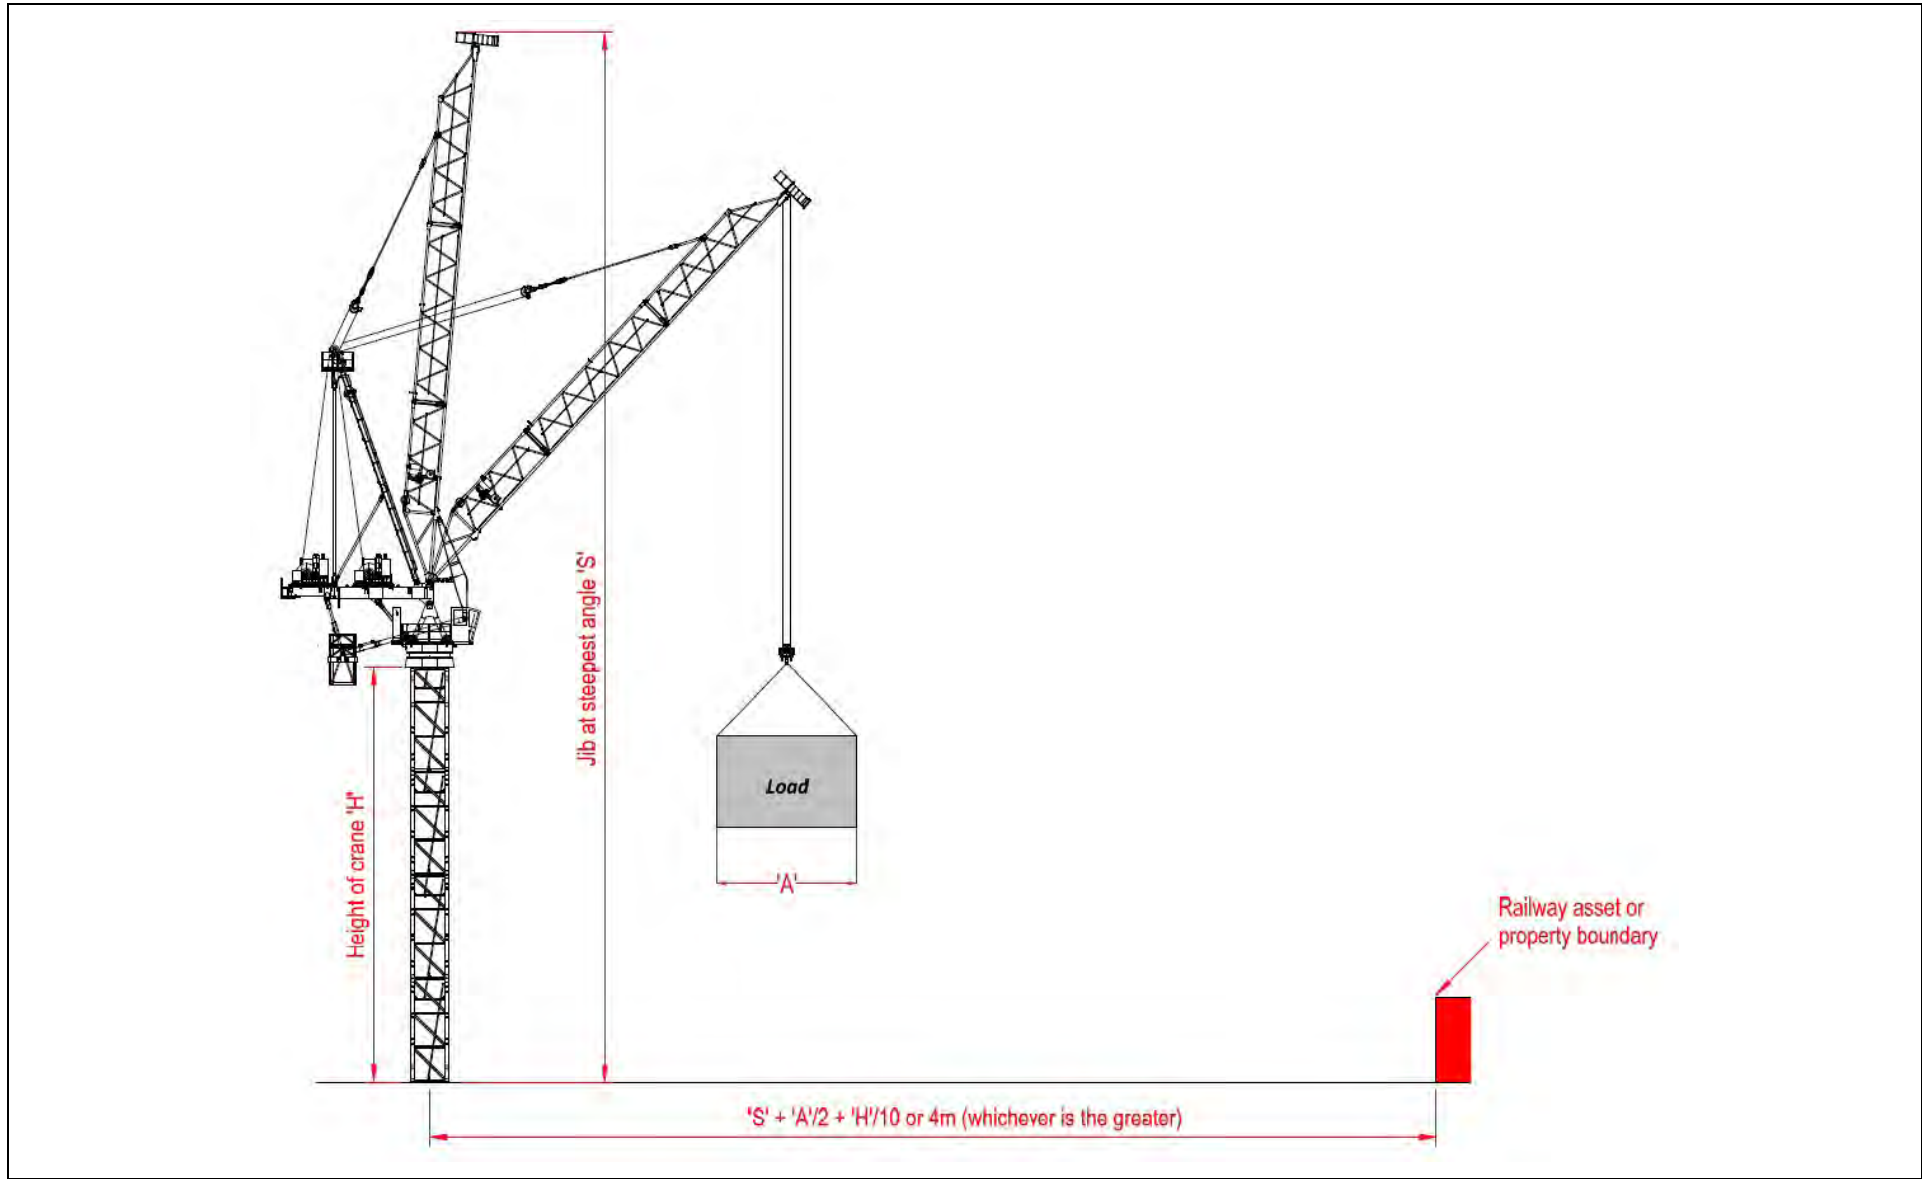 Jib at steepest angle 'S'
Height of crane 'H'
Load
'A'
Railway asset or
property boundary
'S' + 'A'/2 + 'H'/10 or 4m (whichever is the greater)